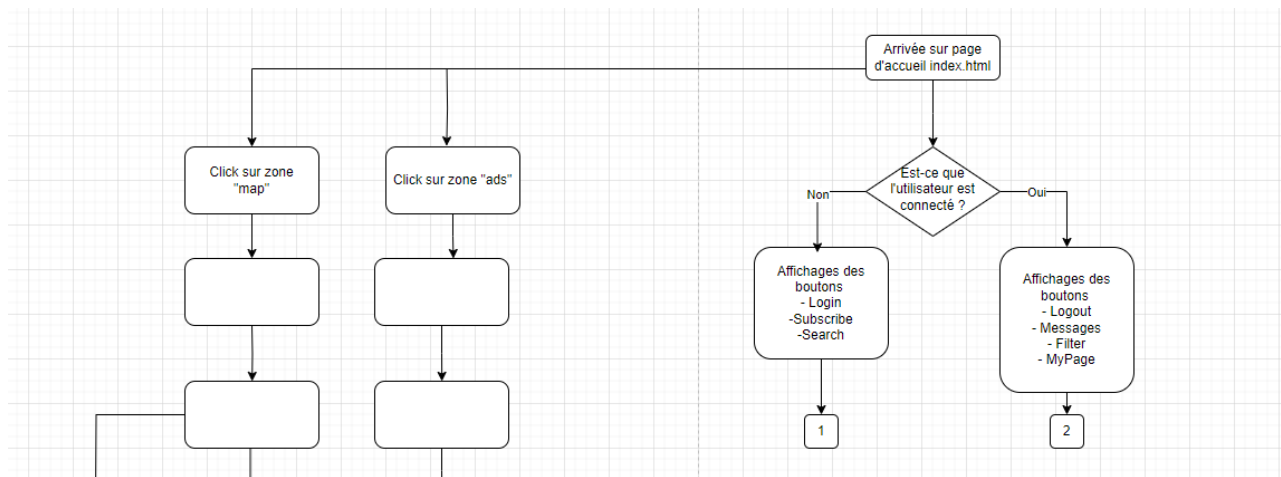 Arrivée sur page
d'accueil index.html
Click sur zone
"map"
Click sur zone "ads"
Est-ce que
l'utilisateur est
connecté ?
Non
Oui
Affichages des
boutons
- Login
-Subscribe
-Search
Affichages des
boutons
- Logout
- Messages
- Filter
- MyPage
1
2